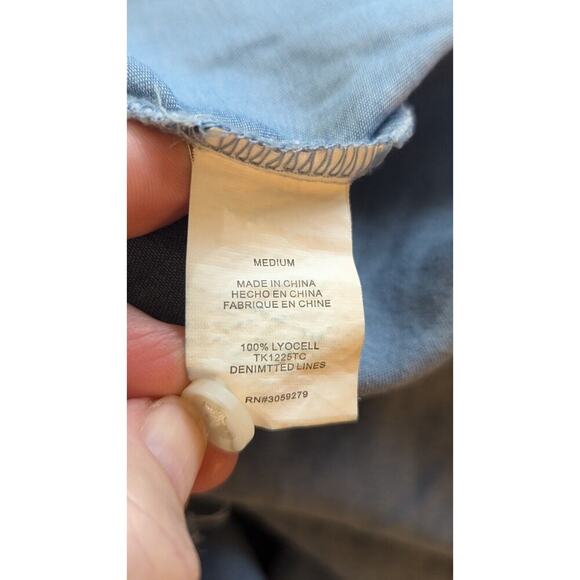 MEDIUM
MADE IN CHINA
HECHO EN CHINA
FABRIQUE EN CHINE
100% LYOCELL
TK1225TC
DENIMTTED LINES
RN#3059279